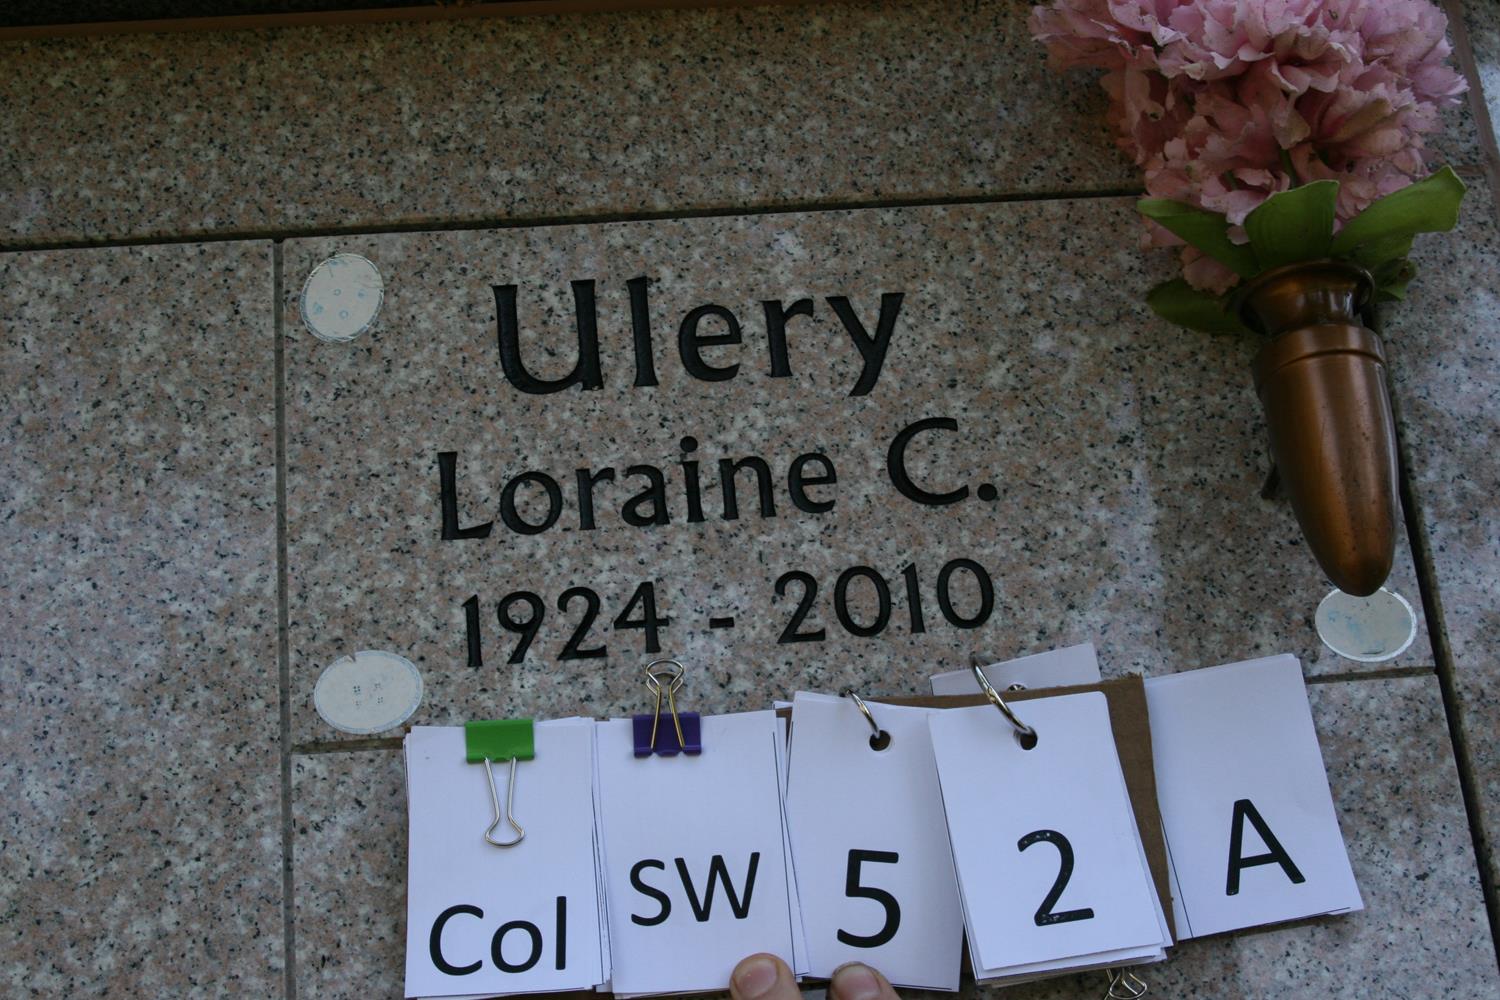 Ulery
Loraine C.
1924 - 2010
Col SW 5 2 A